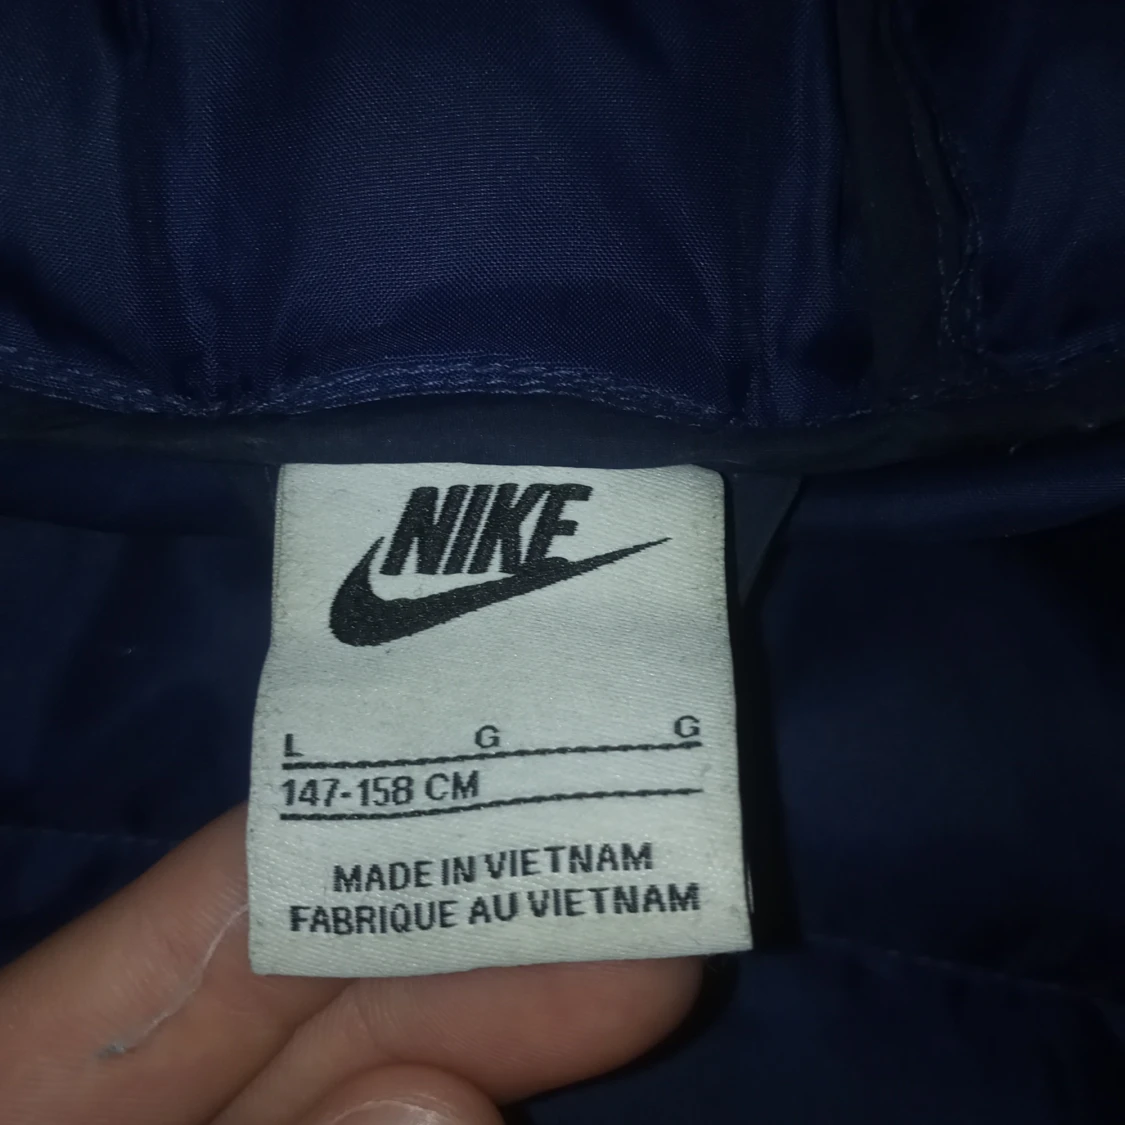 NIKE
L G G
147-158 CM
MADE IN VIETNAM
FABRIQUE AU VIETNAM